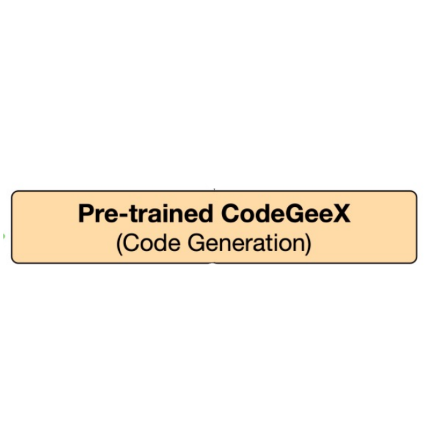 Pre-trained CodeGeeX
(Code Generation)